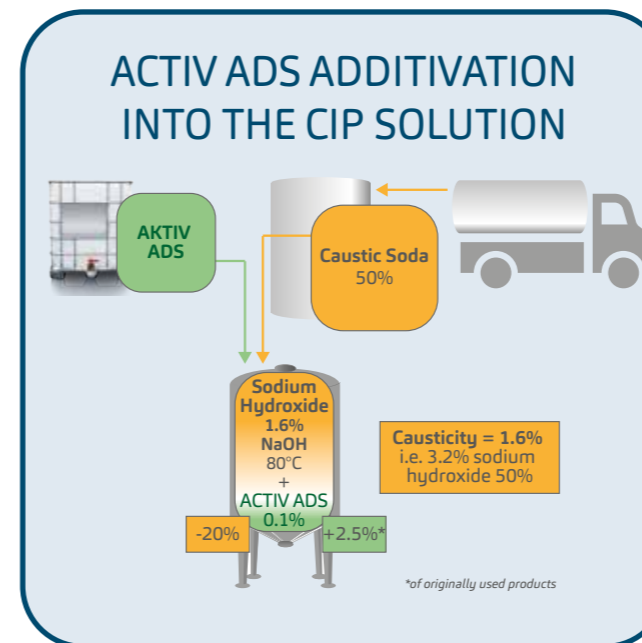 ACTIV ADS ADDITIVATION
INTO THE CIP SOLUTION
AKTIV
ADS
Caustic Soda
50%
Sodium
Hydroxide
1.6%
NaOH
80°C
+
ACTIV ADS
0.1%
-20%
+2.5%*
Causticity = 1.6%
i.e. 3.2% sodium
hydroxide 50%
*of originally used products